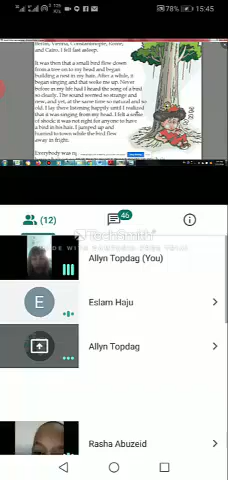 78% 15:45
Berlin, Vienna, Constantinople, Rome,
and Cairo. I fell fast asleep.
It was then that a small bird flew down
from a tree on to my head and began
building a nest in my hair. After a while, it
began singing and that woke me up. Never
before in my life had I heard the song of a bird
so clearly. The sound seemed so strange and
new, and yet, at the same time so natural and so
old. I lay there listening happily until I realized
that it was singing from my head. I felt a
of shock: it was not right for anyone to have
a bird in his hair. I jumped up and
hurried to town while the bird flew
away in fright.
Everybody was
(12)
46
TechSmith
MADE WITH
Allyn Topdag (You)
E
Eslam Haju
Allyn Topdag
Rasha Abuzeid